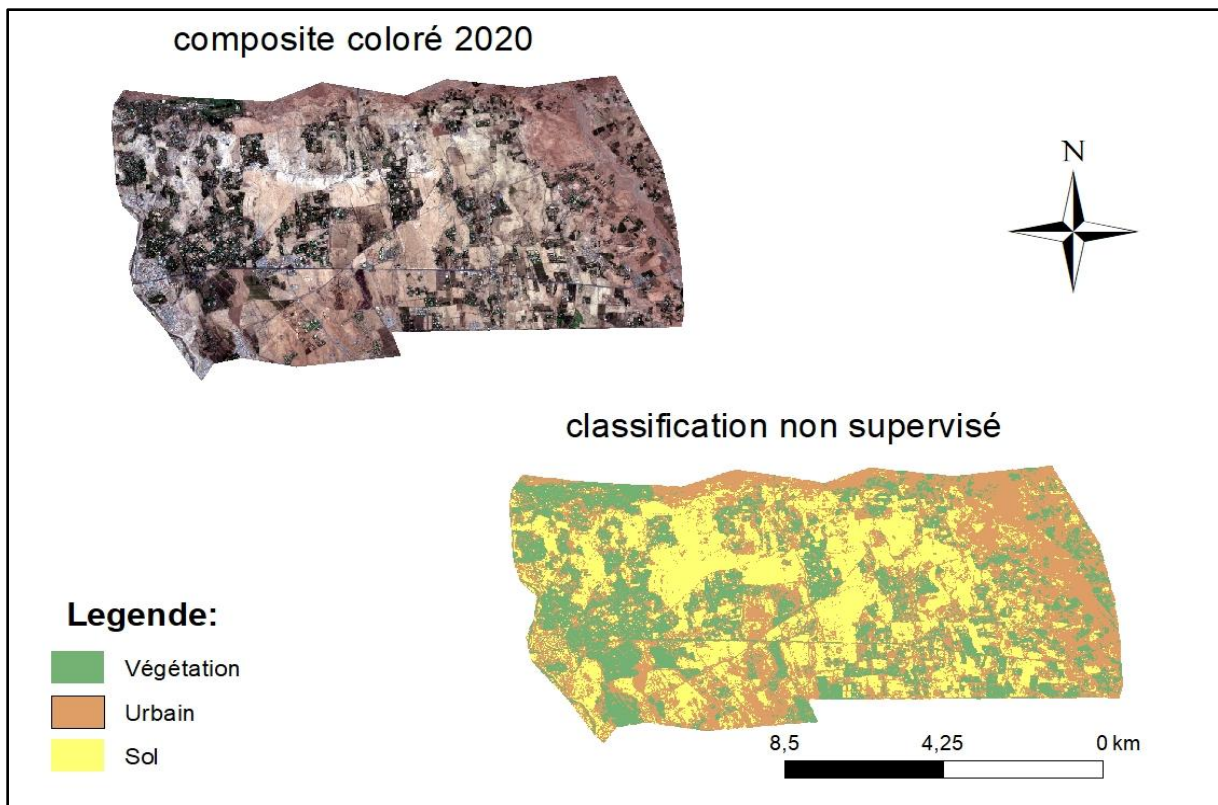 composite coloré 2020
N
classification non supervisé
Legende:
Végétation
Urbain
Sol
8,5 4,25 0 km